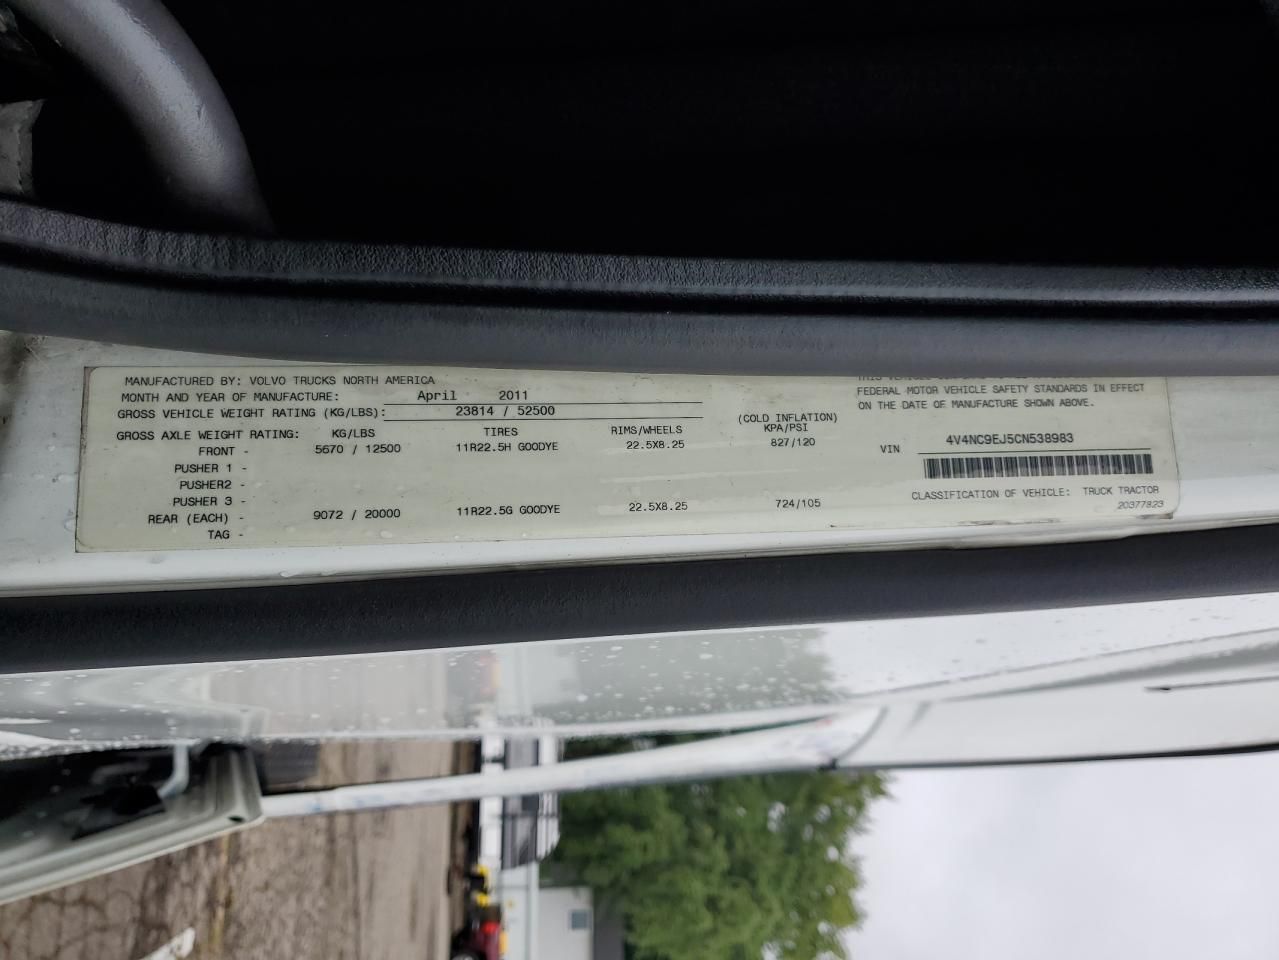 MANUFACTURED BY: VOLVO TRUCKS NORTH AMERICA
MONTH AND YEAR OF MANUFACTURE: April 2011
GROSS VEHICLE WEIGHT RATING (KG/LBS): 23814 / 52500
GROSS AXLE WEIGHT RATING: KG/LBS TIRES RIMS/WHEELS (COLD INFLATION) KPA/PSI
FRONT - 5670 / 12500 11R22.5H GOODYE 22.5X8.25 827/120
PUSHER 1 -
PUSHER2 -
PUSHER 3 -
REAR (EACH) - 9072 / 20000 11R22.5G GOODYE 22.5X8.25 724/105
TAG -
FEDERAL MOTOR VEHICLE SAFETY STANDARDS IN EFFECT
ON THE DATE OF MANUFACTURE SHOWN ABOVE.
VIN 4V4NC9EJ5CN538983
CLASSIFICATION OF VEHICLE: TRUCK TRACTOR
20377823